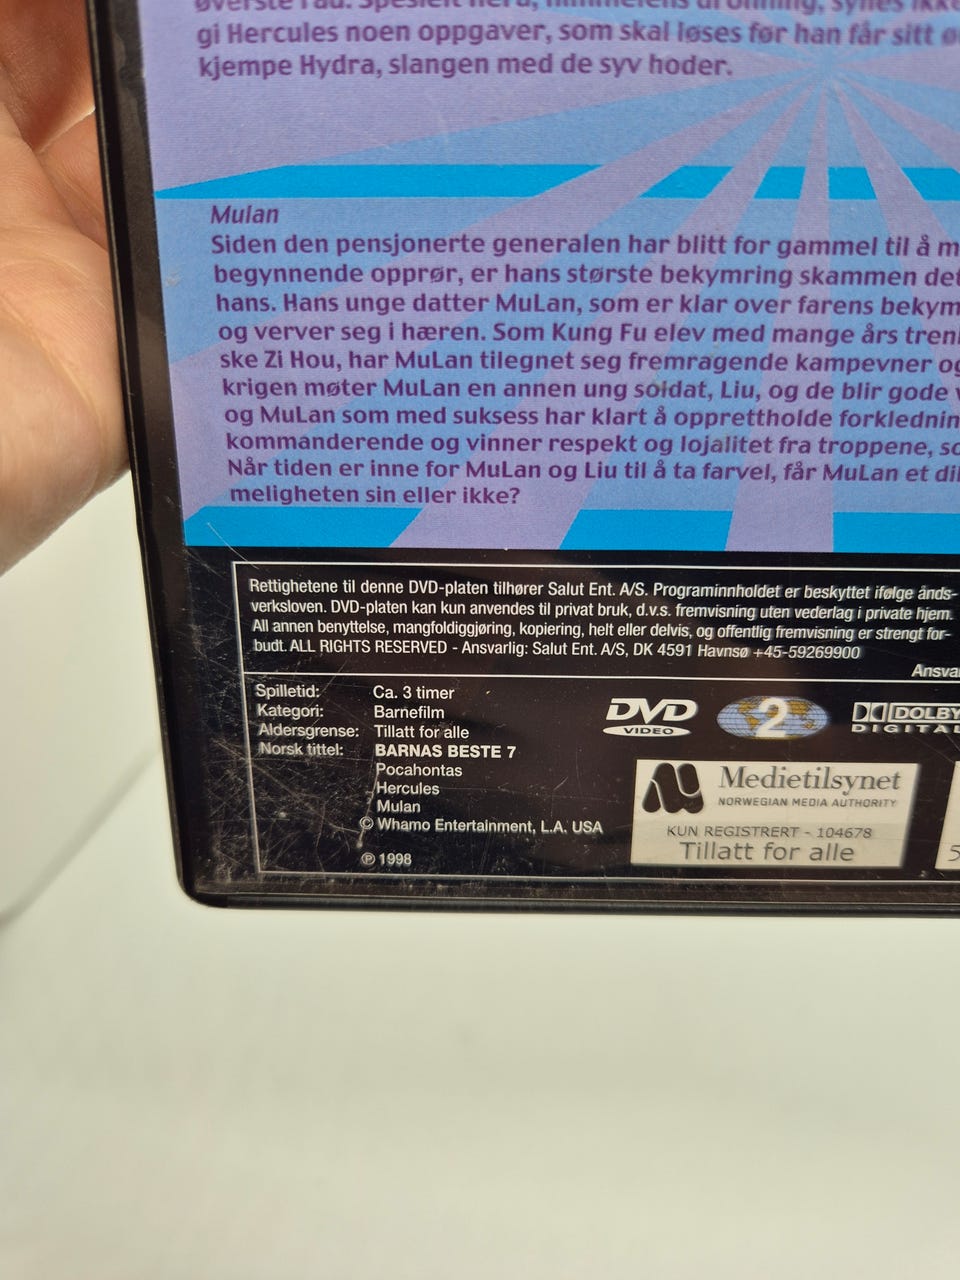 gi Hercules noen oppgaver, som skal løses før han får sitt
kjempe Hydra, slangen med de syv hoder.
Mulan
Siden den pensjonerte generalen har blitt for gammel til å m
begynnende opprør, er hans største bekymring skammen det
hans. Hans unge datter MuLan, som er klar over farens bekym
og verver seg i hæren. Som Kung Fu elev med mange års tren
ske Zi Hou, har MuLan tilegnet seg fremragende kampevner og
krigen møter MuLan en annen ung soldat, Liu, og de blir gode
og MuLan som med suksess har klart å opprettholde forklednin
kommanderende og vinner respekt og lojalitet fra troppene, so
Når tiden er inne for MuLan og Liu til å ta farvel, får MuLan et di
meligheten sin eller ikke?
Rettighetene til denne DVD-platen tilhører Salut Ent. A/S. Programinnholdet er beskyttet ifølge ånds-
verksloven. DVD-platen kan kun anvendes til privat bruk, d.v.s. fremvisning uten vederlag i private hjem.
All annen benyttelse, mangfoldiggjøring, kopiering, helt eller delvis, og offentlig fremvisning er strengt for-
budt. ALL RIGHTS RESERVED - Ansvarlig: Salut Ent. A/S, DK 4591 Havnsø +45-59269900
Ansva
Spilletid: Ca. 3 timer
Kategori: Barnefilm
Aldersgrense: Tillatt for alle
Norsk tittel: BARNAS BESTE 7
Pocahontas
Hercules
Mulan
© Whamo Entertainment, L.A. USA
℗ 1998
DVD
VIDEO
2
DOLBY
DIGITAL
Medietilsynet
NORWEGIAN MEDIA AUTHORITY
KUN REGISTRERT - 104678
Tillatt for alle
5